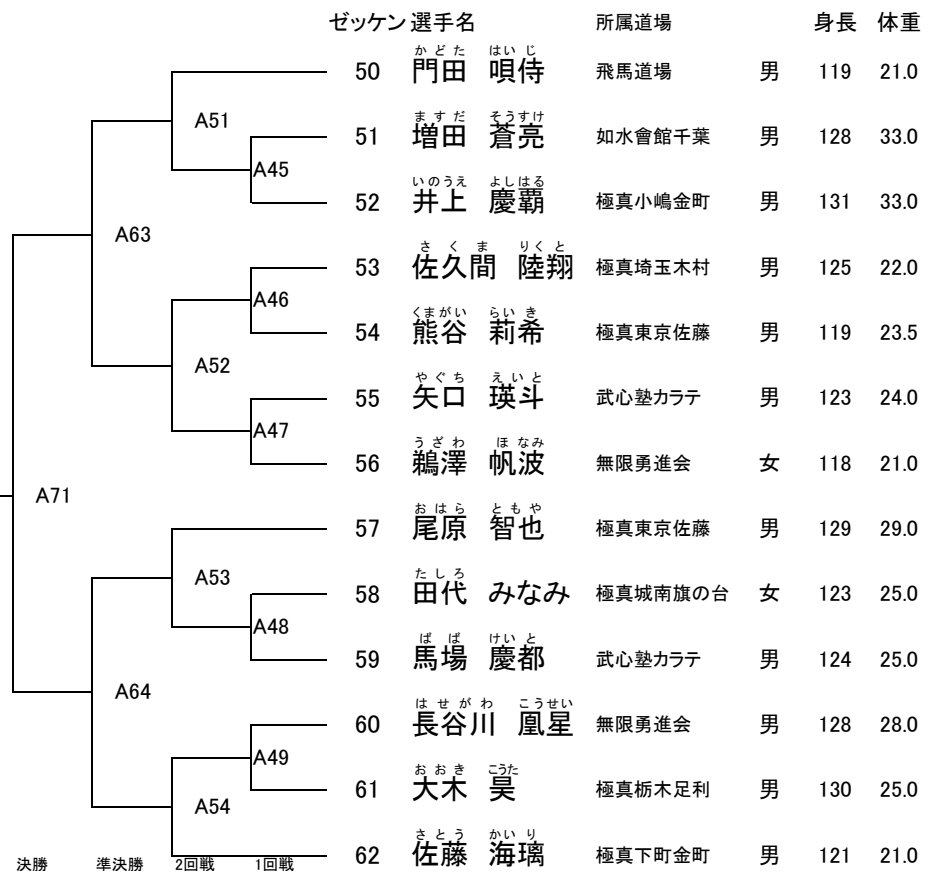 ゼッケン 選手名 所属道場 身長 体重
かどた はいじ
50 門田 唄侍 飛馬道場 男 119 21.0
A51
ますだ そうすけ
51 増田 蒼亮 如水會館千葉 男 128 33.0
A45
いのうえ よしはる
52 井上 慶覇 極真小嶋金町 男 131 33.0
A63
さくま りくと
53 佐久間 陸翔 極真埼玉木村 男 125 22.0
A46
くまがい らいき
54 熊谷 莉希 極真東京佐藤 男 119 23.5
A52
やぐち えいと
55 矢口 瑛斗 武心塾カラテ 男 123 24.0
A47
うざわ ほなみ
56 鵜澤 帆波 無限勇進会 女 118 21.0
A71
おはら ともや
57 尾原 智也 極真東京佐藤 男 129 29.0
A53
たしろ
58 田代 みなみ 極真城南旗の台 女 123 25.0
A48
ばば けいと
59 馬場 慶都 武心塾カラテ 男 124 25.0
A64
はせがわ こうせい
60 長谷川 凰星 無限勇進会 男 128 28.0
A49
おおき こうた
61 大木 昊 極真栃木足利 男 130 25.0
A54
さとう かいり
62 佐藤 海璃 極真下町金町 男 121 21.0
決勝 準決勝 2回戦 1回戦